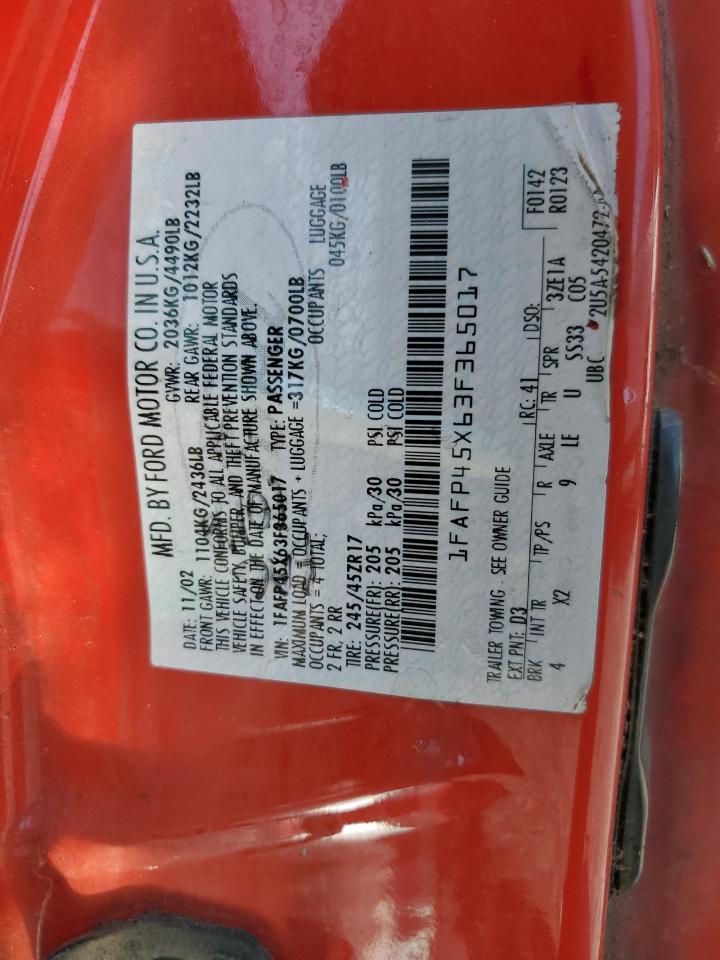 MFD. BY FORD MOTOR CO. IN U.S.A.
DATE: 11/02 GVWR: 2036KG/4490LB
FRONT GAWR: 1104KG/2436LB REAR GAWR: 1012KG/2232LB
THIS VEHICLE CONFORMS TO ALL APPLICABLE FEDERAL MOTOR
VEHICLE SAFETY, BUMPER, AND THEFT PREVENTION STANDARDS
IN EFFECT ON THE DATE OF MANUFACTURE SHOWN ABOVE.
VIN: 1FAFP45X63F365017 TYPE: PASSENGER
MAXIMUM LOAD = OCCUPANTS + LUGGAGE = 317KG/0700LB
OCCUPANTS = 4 TOTAL; OCCUPANTS LUGGAGE
2 FR, 2 RR 045KG/0100LB
TIRE: 245/45ZR17
PRESSURE(FR): 205 kPa/30 PSI COLD
PRESSURE(RR): 205 kPa/30 PSI COLD
1FAFP45X63F365017
TRAILER TOWING - SEE OWNER GUIDE
EXT PNT: D3 RC: 41 DSO: F0142
BRK INT TR TP/PS R AXLE TR SPR 3ZE1A R0123
4 X2 9 LE U SS33 C05
UBC 2U5A-5420472-